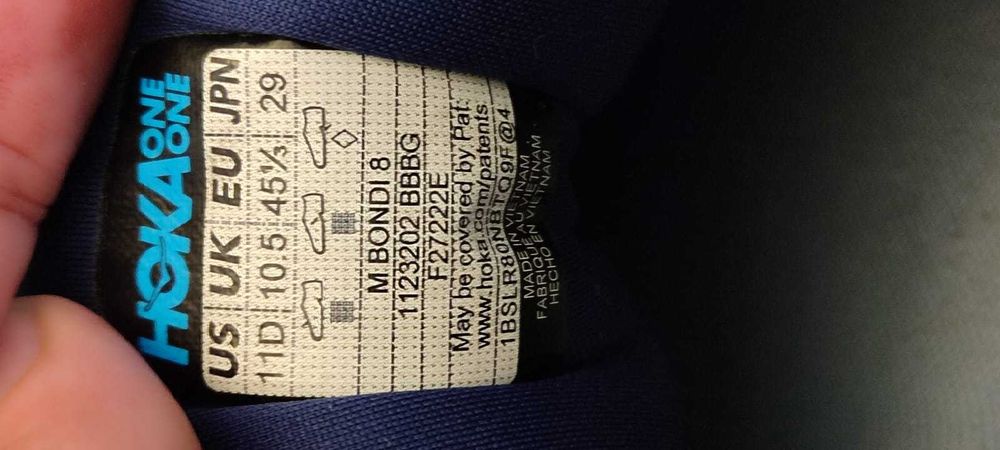 HOKA ONE ONE
US UK EU JPN
11D 10.5 45⅓ 29
M BONDI 8
1123202 BBBG
F27222E
May be covered by Pat.
www.hoka.com/patents
1BSLR80NBTQ9F@4
MADE IN VIETNAM
FABRIQUÉ AU VIETNAM
HECHO EN VIETNAM